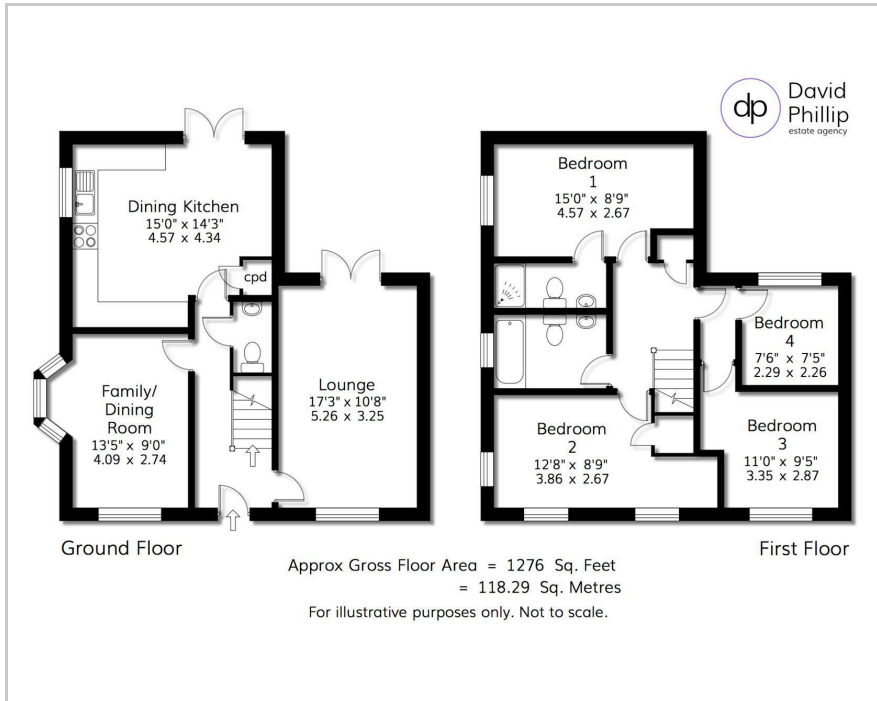 dp
David
Phillip
estate agency
Dining Kitchen
15'0" x 14'3"
4.57 x 4.34
cpd
Family/
Dining
Room
13'5" x 9'0"
4.09 x 2.74
Lounge
17'3" x 10'8"
5.26 x 3.25
Ground Floor
Bedroom
1
15'0" x 8'9"
4.57 x 2.67
Bedroom
4
7'6" x 7'5"
2.29 x 2.26
Bedroom
2
12'8" x 8'9"
3.86 x 2.67
Bedroom
3
11'0" x 9'5"
3.35 x 2.87
First Floor
Approx Gross Floor Area = 1276 Sq. Feet
= 118.29 Sq. Metres
For illustrative purposes only. Not to scale.